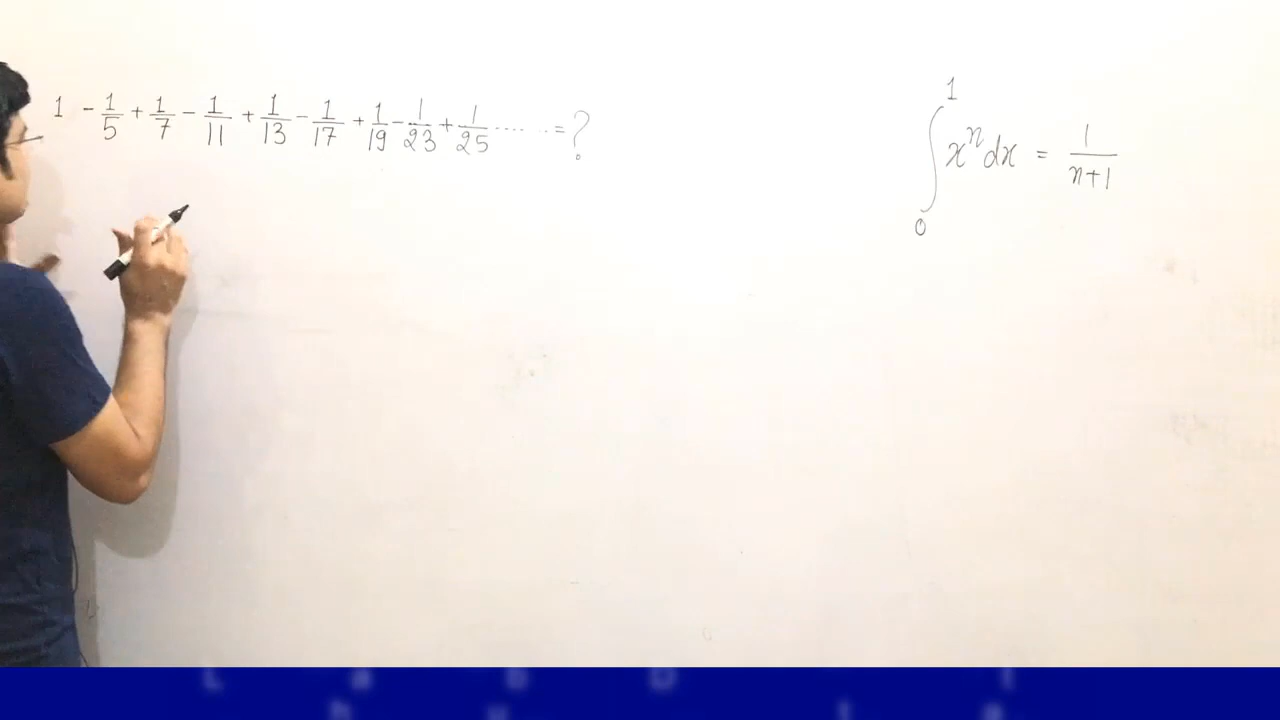 1 - 1/5 + 1/7 - 1/11 + 1/13 - 1/17 + 1/19 - 1/23 + 1/25 ....... = ?
∫₀¹ xⁿ dx = 1/(n+1)